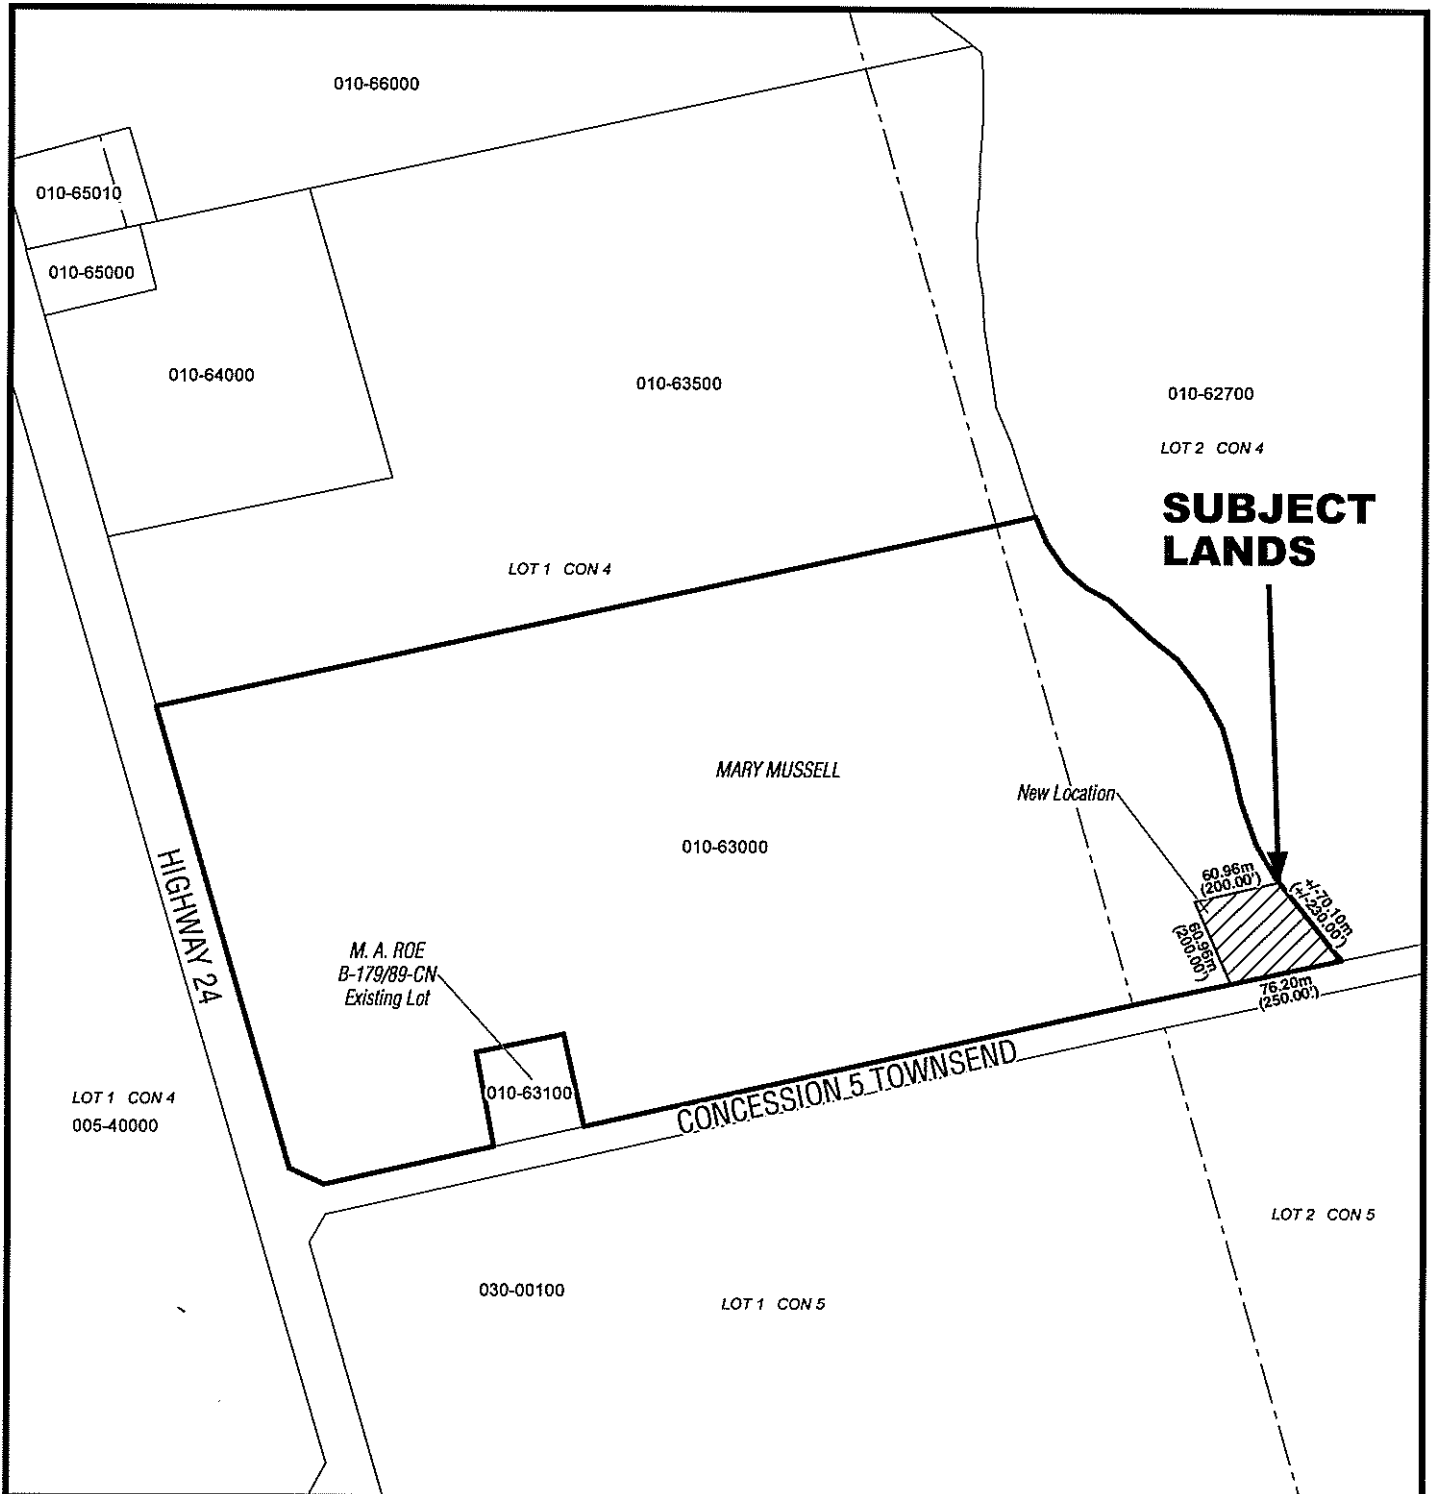 010-66000
010-65010
010-65000
010-64000
010-63500
010-62700
LOT 2 CON 4
SUBJECT
LANDS
LOT 1 CON 4
MARY MUSSELL
New Location
010-63000
60.96m
(200.00')
+/-70.10m
(+/-230.00')
60.96m
(200.00')
76.20m
(250.00')
HIGHWAY 24
M. A. ROE
B-179/89-CN
Existing Lot
010-63100
CONCESSION 5 TOWNSEND
LOT 1 CON 4
005-40000
LOT 2 CON 5
030-00100
LOT 1 CON 5